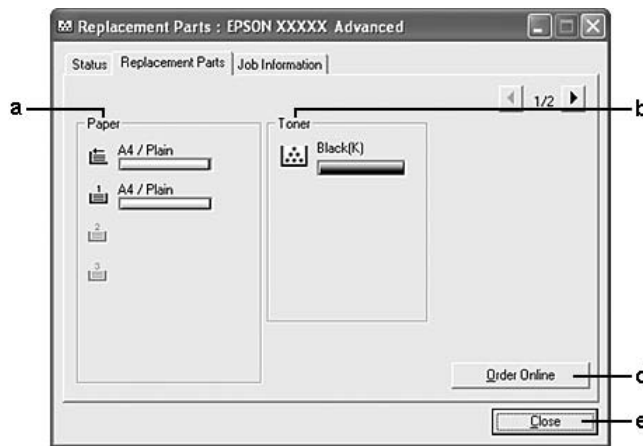 Replacement Parts : EPSON XXXXX Advanced
Status Replacement Parts Job Information
1/2
a
b
Paper
Toner
A4 / Plain
Black(K)
1
A4 / Plain
2
3
Order Online
Close
e